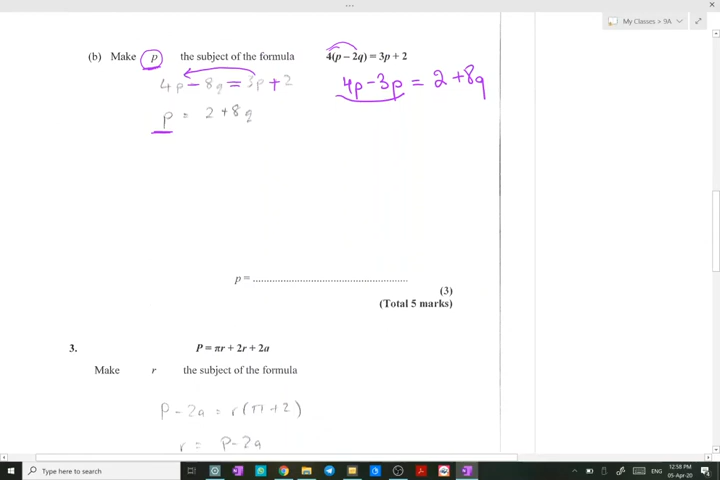 My Classes > 9A
(b) Make p the subject of the formula 4(p – 2q) = 3p + 2
4p - 8q = 3p + 2
4p - 3p = 2 + 8q
p = 2 + 8q
p = ......................................................
(3)
(Total 5 marks)
3. P = πr + 2r + 2a
Make r the subject of the formula
P - 2a = r(π + 2)
r = P - 2a
Type here to search
ENG
12:58 PM
05-Apr-20